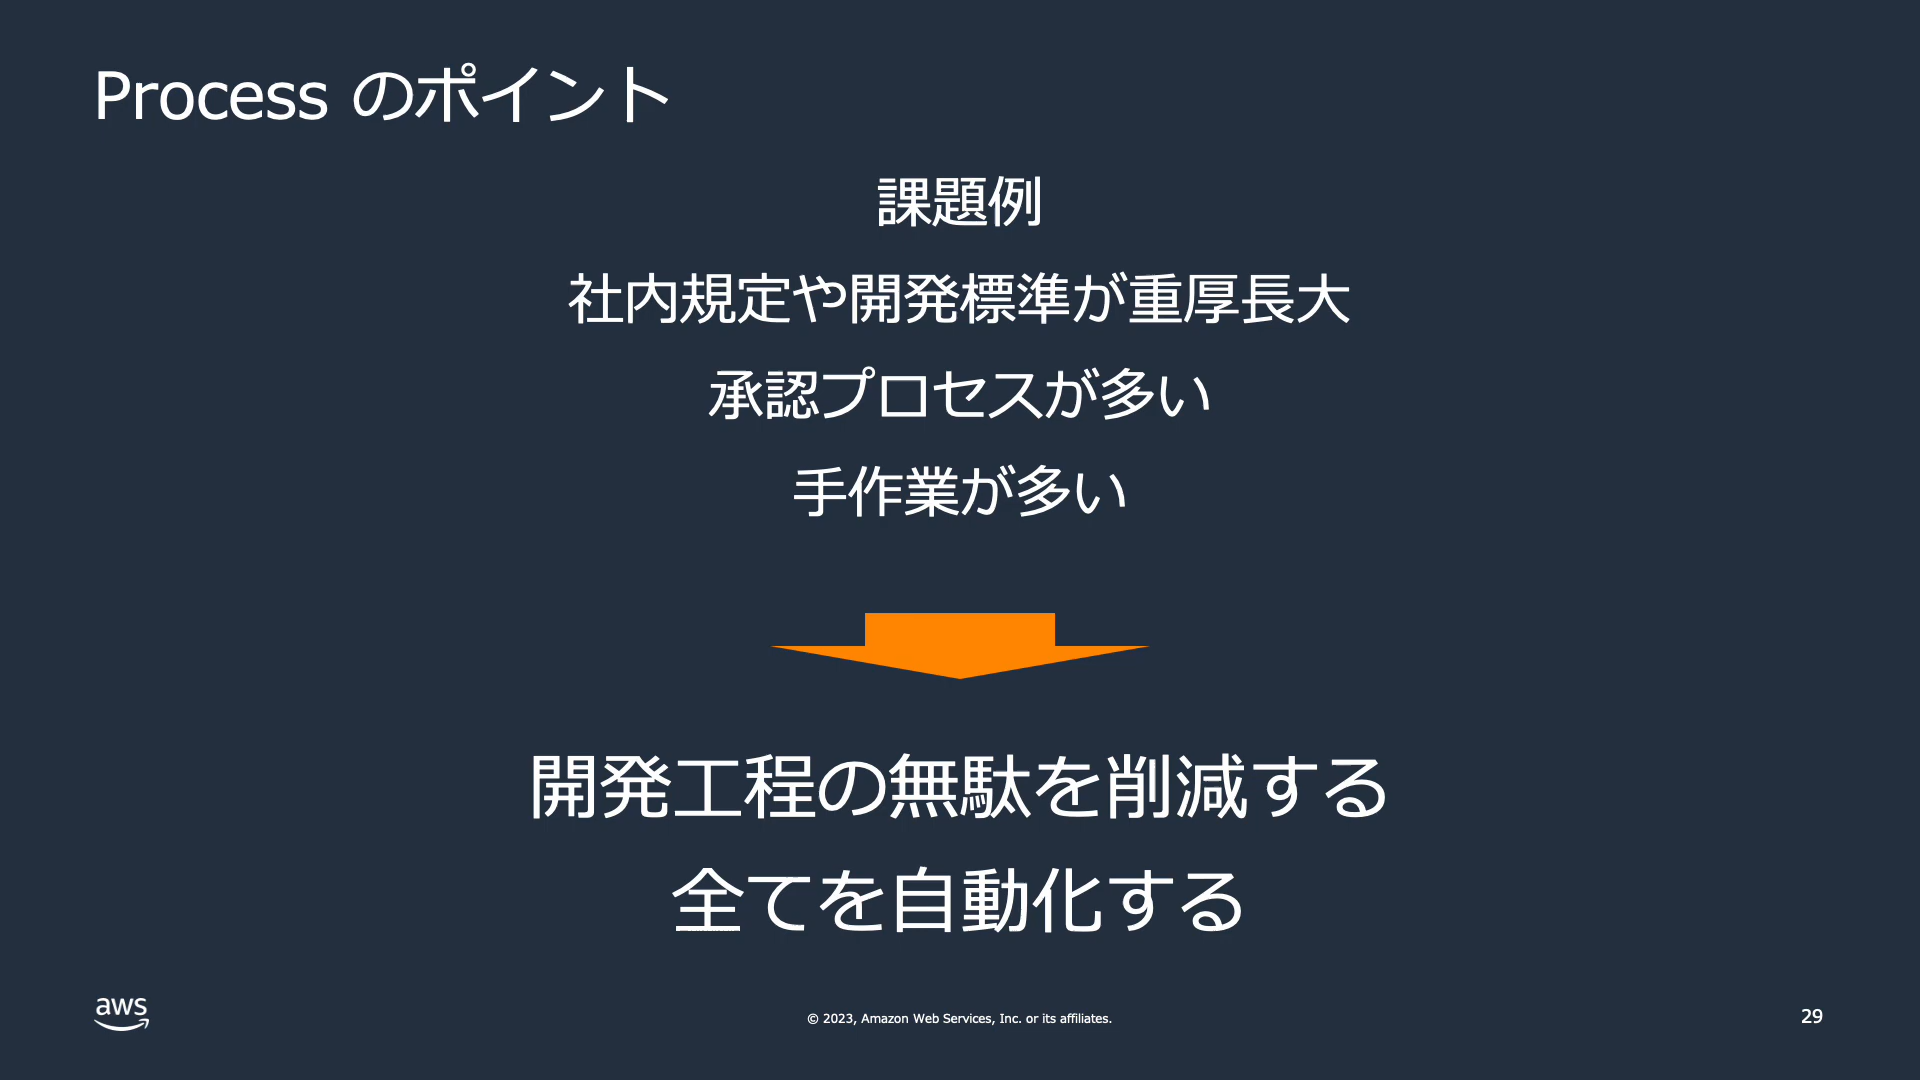 Process のポイント
課題例
社内規定や開発標準が重厚長大
承認プロセスが多い
手作業が多い
開発工程の無駄を削減する
全てを自動化する
aws
© 2023, Amazon Web Services, Inc. or its affiliates.
29